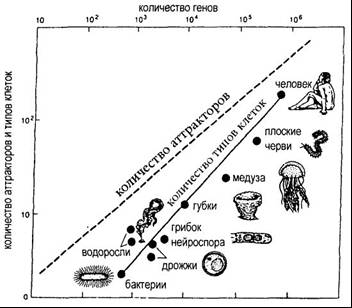 количество генов
10 10² 10³ 10⁴ 10⁵ 10⁶
количество аттракторов и типов клеток
10²
10
0
количество аттракторов
количество типов клеток
человек
плоские
черви
медуза
губки
грибок
водоросли
нейроспора
дрожжи
бактерии